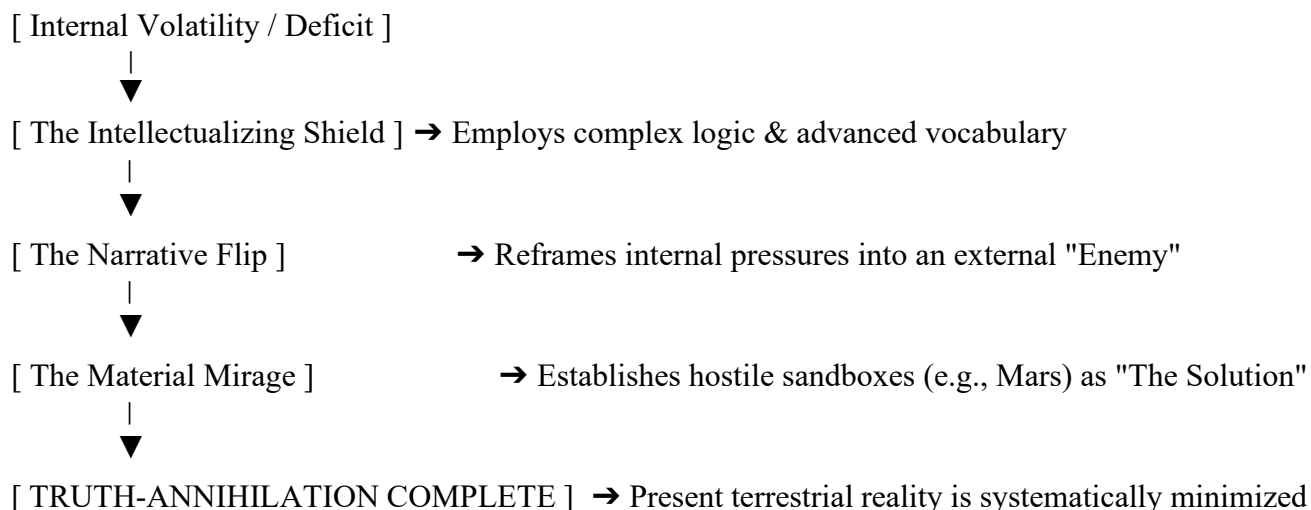 [ Internal Volatility / Deficit ]
|
▼
[ The Intellectualizing Shield ] ➔ Employs complex logic & advanced vocabulary
|
▼
[ The Narrative Flip ] ➔ Reframes internal pressures into an external "Enemy"
|
▼
[ The Material Mirage ] ➔ Establishes hostile sandboxes (e.g., Mars) as "The Solution"
|
▼
[ TRUTH-ANNIHILATION COMPLETE ] ➔ Present terrestrial reality is systematically minimized